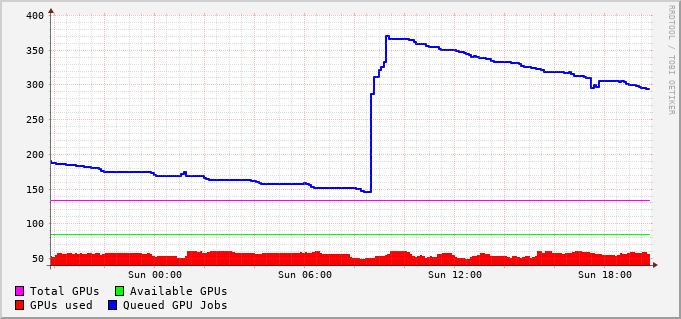 400
350
300
250
200
150
100
50
Sun 00:00 Sun 06:00 Sun 12:00 Sun 18:00
Total GPUs Available GPUs
GPUs used Queued GPU Jobs
RRDTOOL / TOBI OETIKER